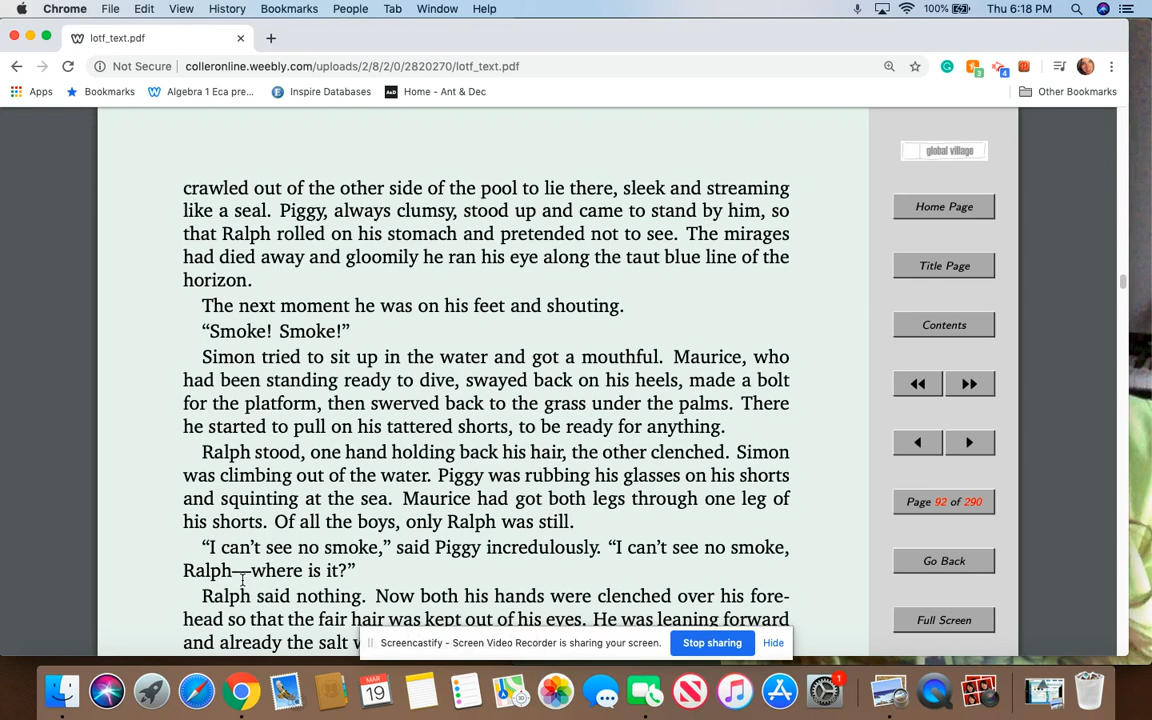 Chrome File Edit View History Bookmarks People Tab Window Help 100% Thu 6:18 PM
lotf_text.pdf
Not Secure colleronline.weebly.com/uploads/2/8/2/0/2820270/lotf_text.pdf
Apps Bookmarks Algebra 1 Eca pre... Inspire Databases Home - Ant & Dec Other Bookmarks
global village
crawled out of the other side of the pool to lie there, sleek and streaming
like a seal. Piggy, always clumsy, stood up and came to stand by him, so
that Ralph rolled on his stomach and pretended not to see. The mirages
had died away and gloomily he ran his eye along the taut blue line of the
horizon.
The next moment he was on his feet and shouting.
“Smoke! Smoke!”
Simon tried to sit up in the water and got a mouthful. Maurice, who
had been standing ready to dive, swayed back on his heels, made a bolt
for the platform, then swerved back to the grass under the palms. There
he started to pull on his tattered shorts, to be ready for anything.
Ralph stood, one hand holding back his hair, the other clenched. Simon
was climbing out of the water. Piggy was rubbing his glasses on his shorts
and squinting at the sea. Maurice had got both legs through one leg of
his shorts. Of all the boys, only Ralph was still.
“I can’t see no smoke,” said Piggy incredulously. “I can’t see no smoke,
Ralph—where is it?”
Ralph said nothing. Now both his hands were clenched over his fore-
head so that the fair hair was kept out of his eyes. He was leaning forward
and already the salt
Home Page
Title Page
Contents
Page 92 of 290
Go Back
Full Screen
Screencastify - Screen Video Recorder is sharing your screen. Stop sharing Hide
MAR
19
1